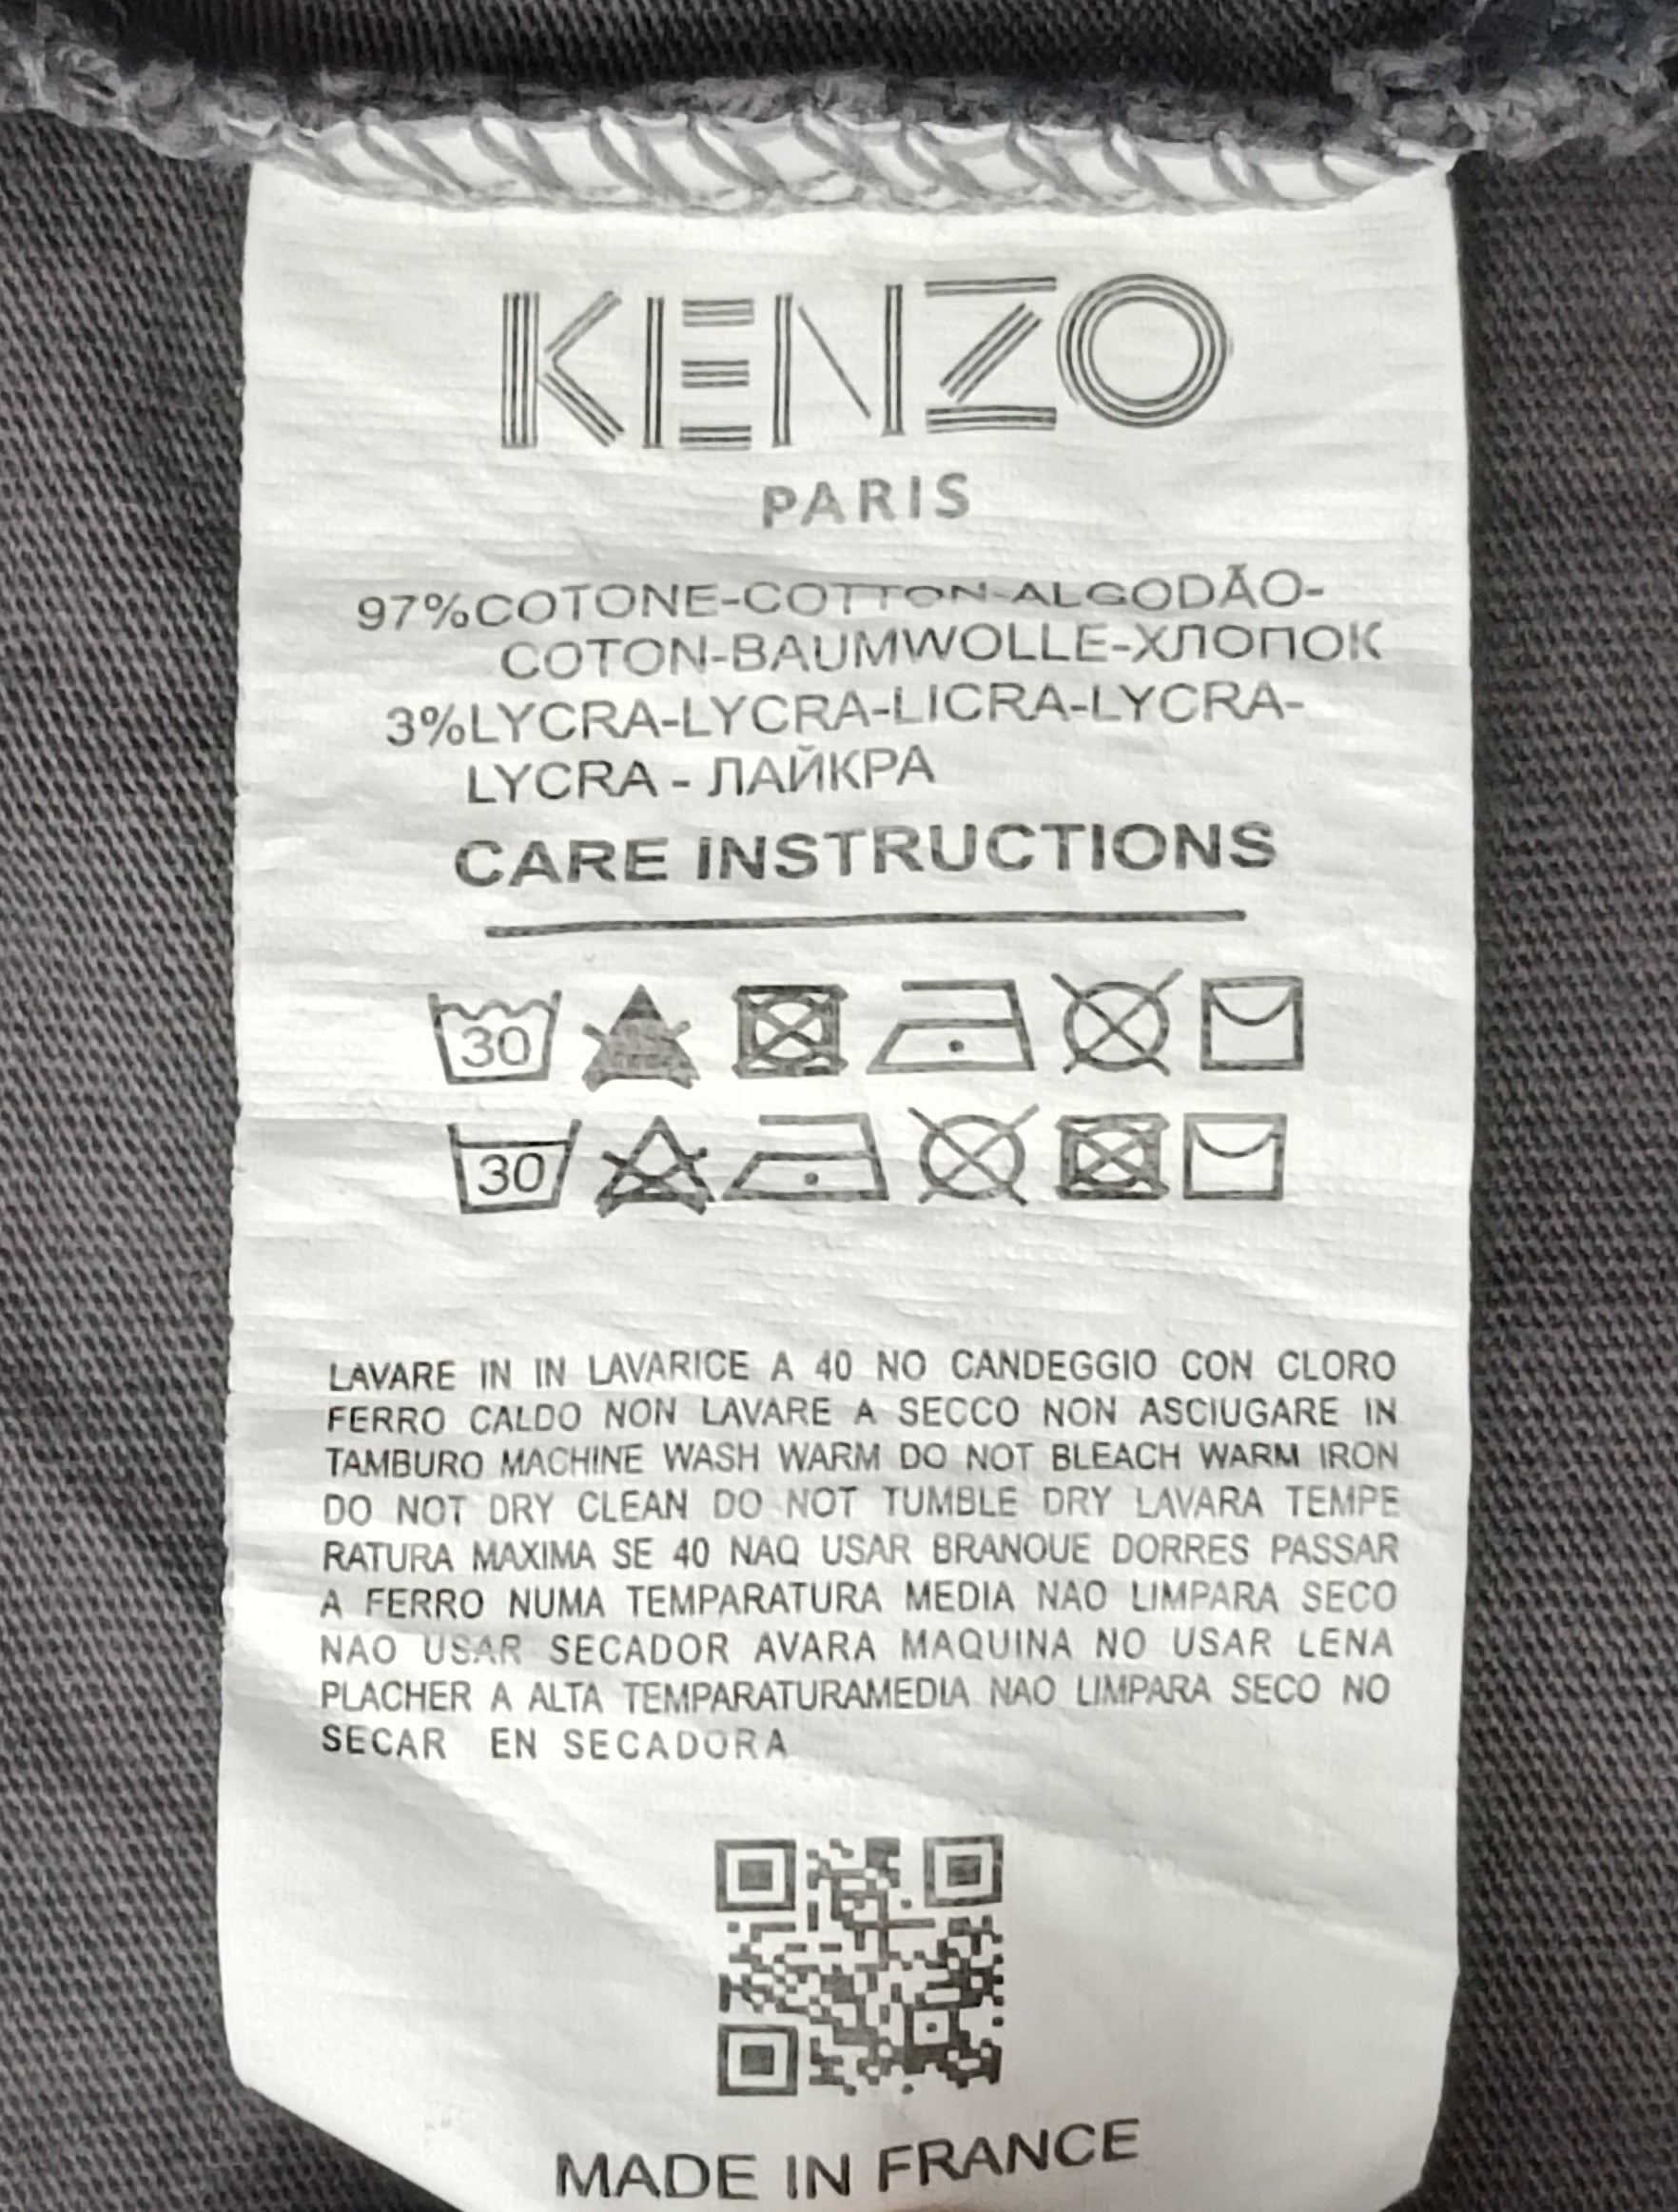 KENZO
PARIS
97%COTONE-COTTON-ALGODÃO-
COTON-BAUMWOLLE-ХЛОПОК
3%LYCRA-LYCRA-LICRA-LYCRA-
LYCRA - ЛАЙКРА
CARE INSTRUCTIONS
30
30
LAVARE IN IN LAVARICE A 40 NO CANDEGGIO CON CLORO
FERRO CALDO NON LAVARE A SECCO NON ASCIUGARE IN
TAMBURO MACHINE WASH WARM DO NOT BLEACH WARM IRON
DO NOT DRY CLEAN DO NOT TUMBLE DRY LAVARA TEMPE
RATURA MAXIMA SE 40 NAQ USAR BRANOUE DORRES PASSAR
A FERRO NUMA TEMPARATURA MEDIA NAO LIMPARA SECO
NAO USAR SECADOR AVARA MAQUINA NO USAR LENA
PLACHER A ALTA TEMPARATURAMEDIA NAO LIMPARA SECO NO
SECAR EN SECADORA
MADE IN FRANCE